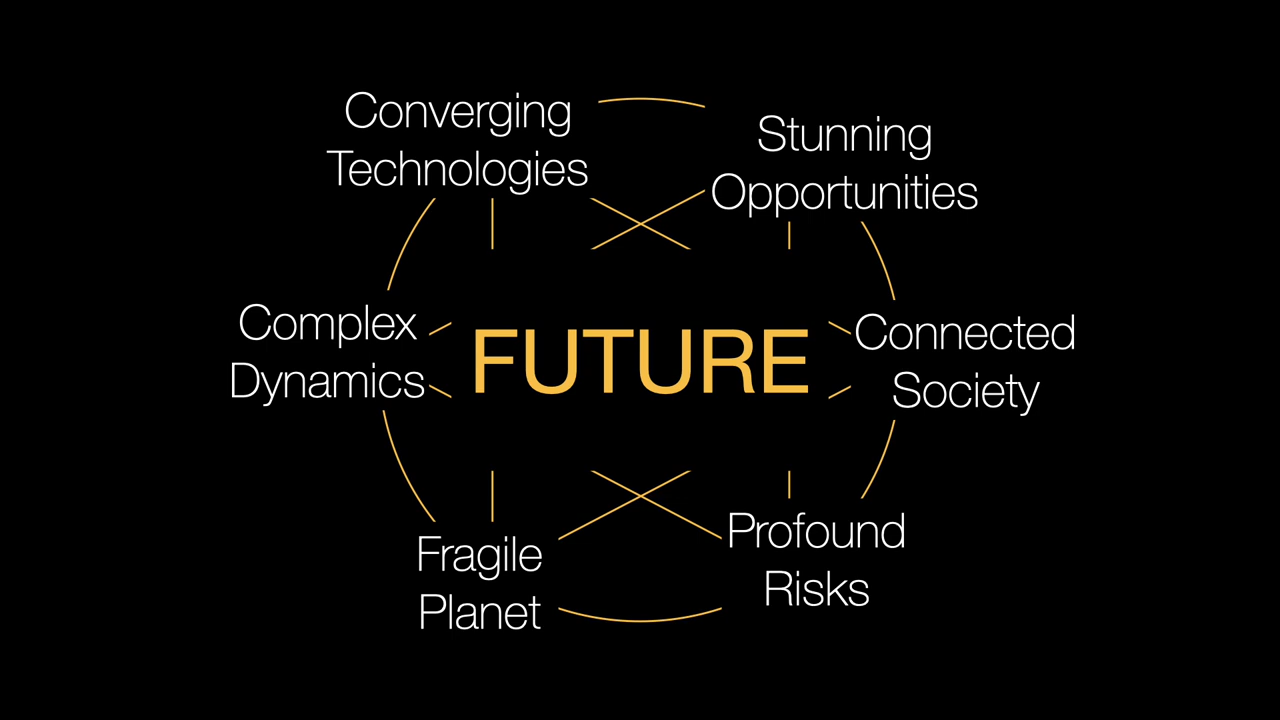 Converging
Technologies
Stunning
Opportunities
Complex
Dynamics
FUTURE
Connected
Society
Fragile
Planet
Profound
Risks